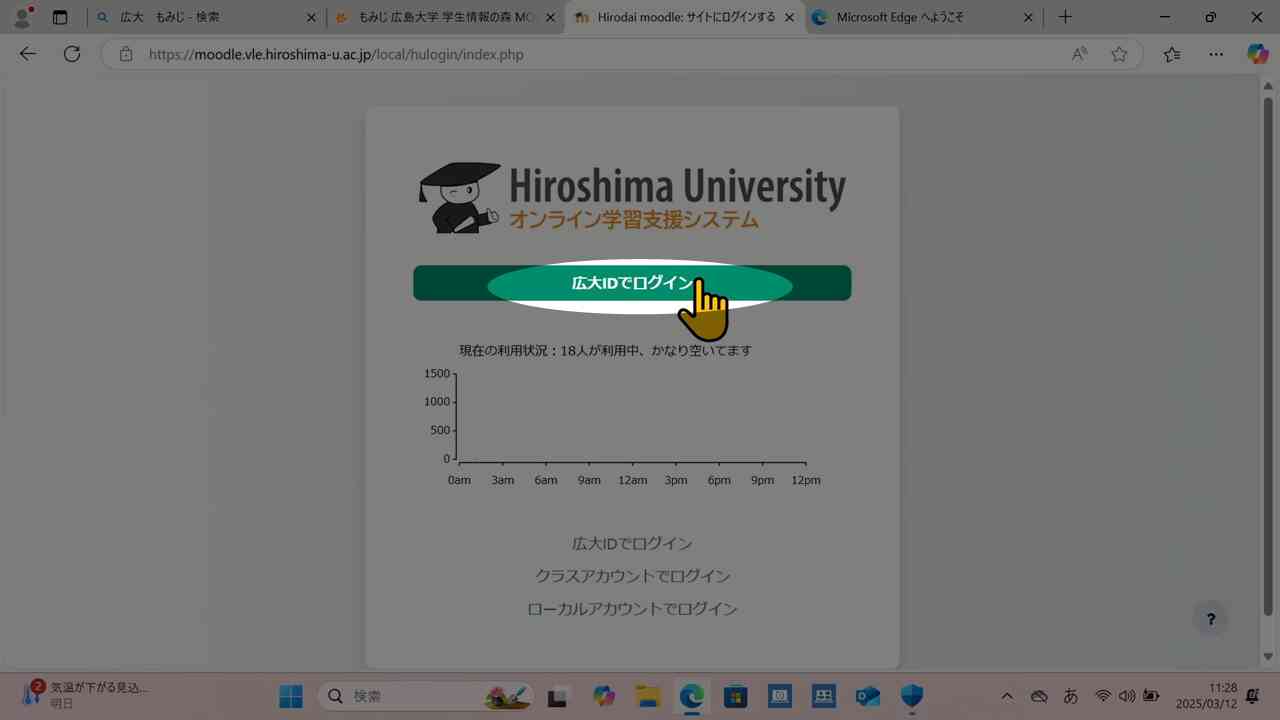 広大 もみじ - 検索
もみじ 広島大学 学生情報の森 MO
Hirodai moodle: サイトにログインする
Microsoft Edge へようこそ
https://moodle.vle.hiroshima-u.ac.jp/local/hulogin/index.php
Hiroshima University
オンライン学習支援システム
広大IDでログイン
現在の利用状況:18人が利用中、かなり空いてます
1500
1000
500
0
0am 3am 6am 9am 12am 3pm 6pm 9pm 12pm
広大IDでログイン
クラスアカウントでログイン
ローカルアカウントでログイン
?
2
気温が下がる見込...
明日
検索
あ
11:28
2025/03/12